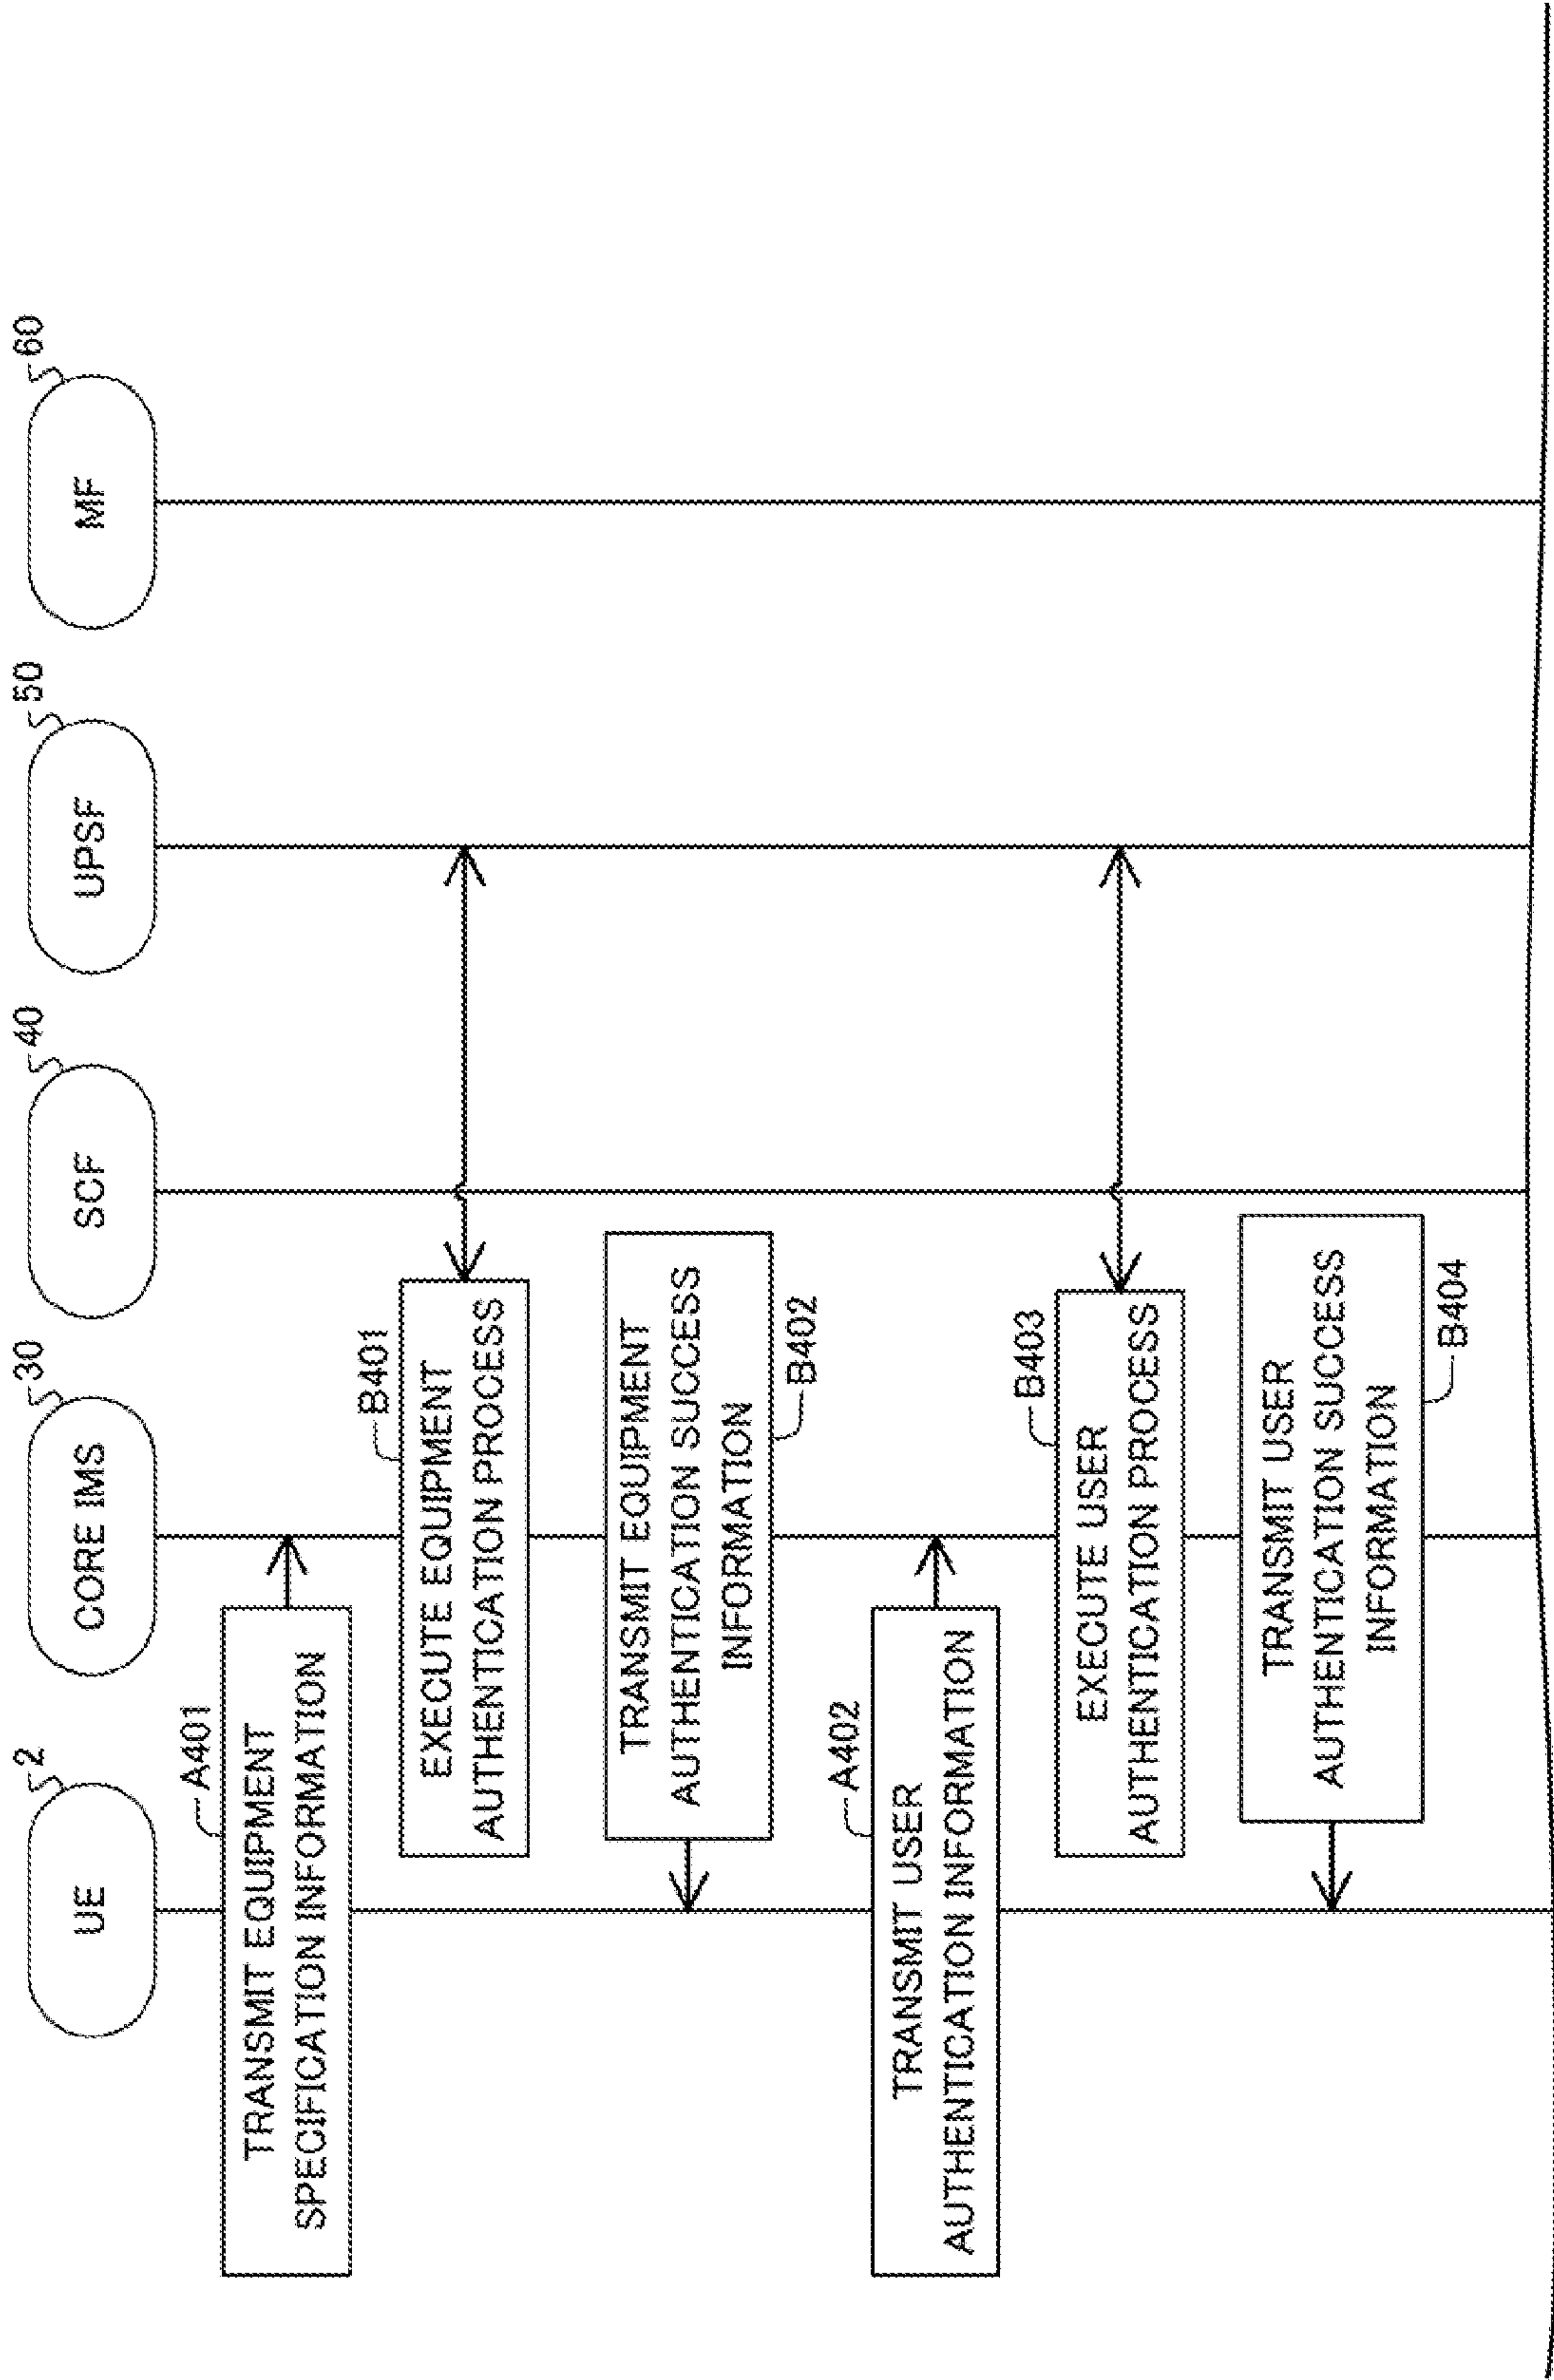 UE
2
CORE IMS
30
SCF
40
UPSF
50
MF
60
A401
TRANSMIT EQUIPMENT
SPECIFICATION INFORMATION
B401
EXECUTE EQUIPMENT
AUTHENTICATION PROCESS
TRANSMIT EQUIPMENT
AUTHENTICATION SUCCESS
INFORMATION
B402
A402
TRANSMIT USER
AUTHENTICATION INFORMATION
B403
EXECUTE USER
AUTHENTICATION PROCESS
TRANSMIT USER
AUTHENTICATION SUCCESS
INFORMATION
B404